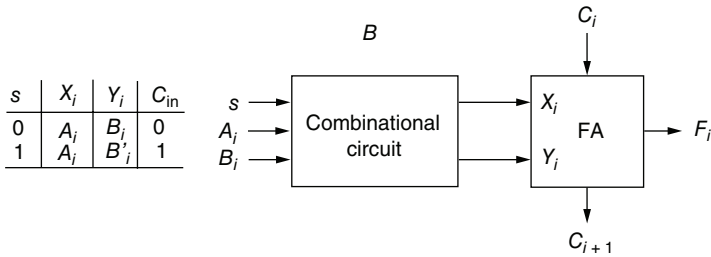 B
s X_i Y_i C_in
0 A_i B_i 0
1 A_i B'_i 1
s
A_i
B_i
Combinational
circuit
C_i
X_i
FA
Y_i
F_i
C_{i + 1}